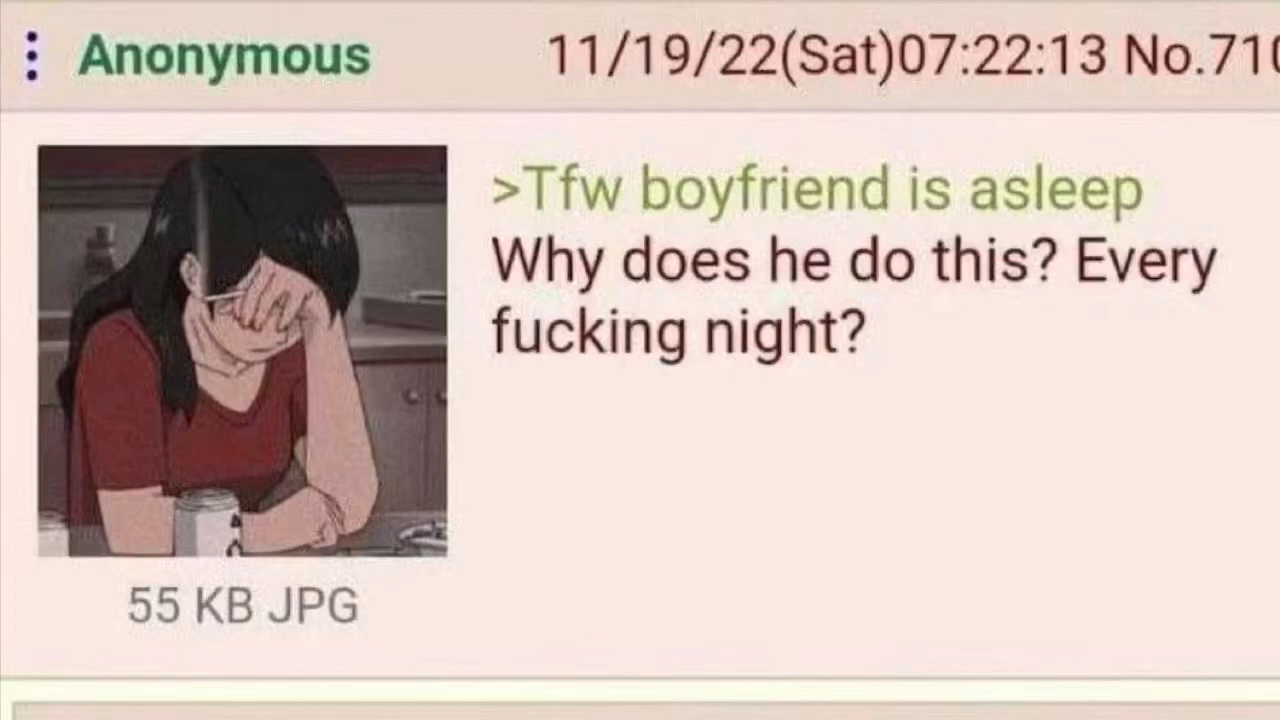 Anonymous 11/19/22(Sat)07:22:13 No.710
>Tfw boyfriend is asleep
Why does he do this? Every
fucking night?
55 KB JPG